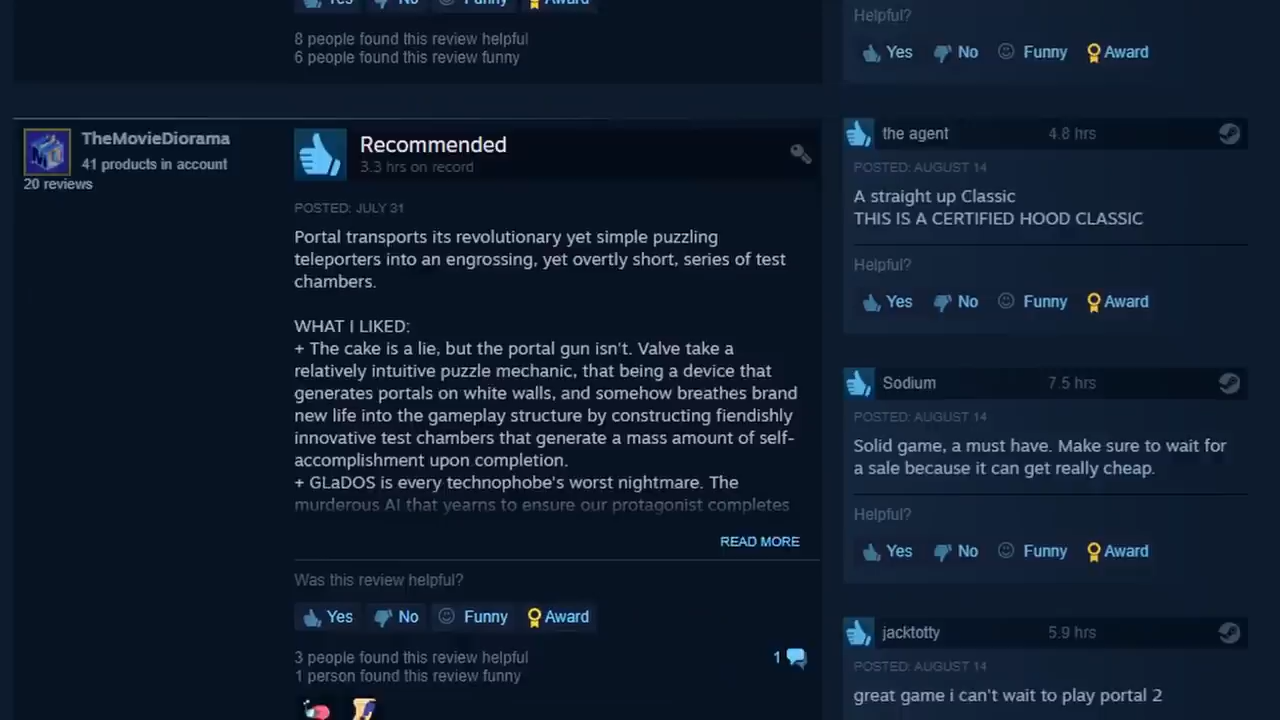 Yes No Funny Award
8 people found this review helpful
6 people found this review funny
TheMovieDiorama
41 products in account
20 reviews
Recommended
3.3 hrs on record
POSTED: JULY 31
Portal transports its revolutionary yet simple puzzling
teleporters into an engrossing, yet overtly short, series of test
chambers.
WHAT I LIKED:
+ The cake is a lie, but the portal gun isn't. Valve take a
relatively intuitive puzzle mechanic, that being a device that
generates portals on white walls, and somehow breathes brand
new life into the gameplay structure by constructing fiendishly
innovative test chambers that generate a mass amount of self-
accomplishment upon completion.
+ GLaDOS is every technophobe's worst nightmare. The
murderous AI that yearns to ensure our protagonist completes
READ MORE
Was this review helpful?
Yes No Funny Award
3 people found this review helpful
1 person found this review funny
1
Helpful?
Yes No Funny Award
the agent 4.8 hrs
POSTED: AUGUST 14
A straight up Classic
THIS IS A CERTIFIED HOOD CLASSIC
Helpful?
Yes No Funny Award
Sodium 7.5 hrs
POSTED: AUGUST 14
Solid game, a must have. Make sure to wait for
a sale because it can get really cheap.
Helpful?
Yes No Funny Award
jacktotty 5.9 hrs
POSTED: AUGUST 14
great game i can't wait to play portal 2